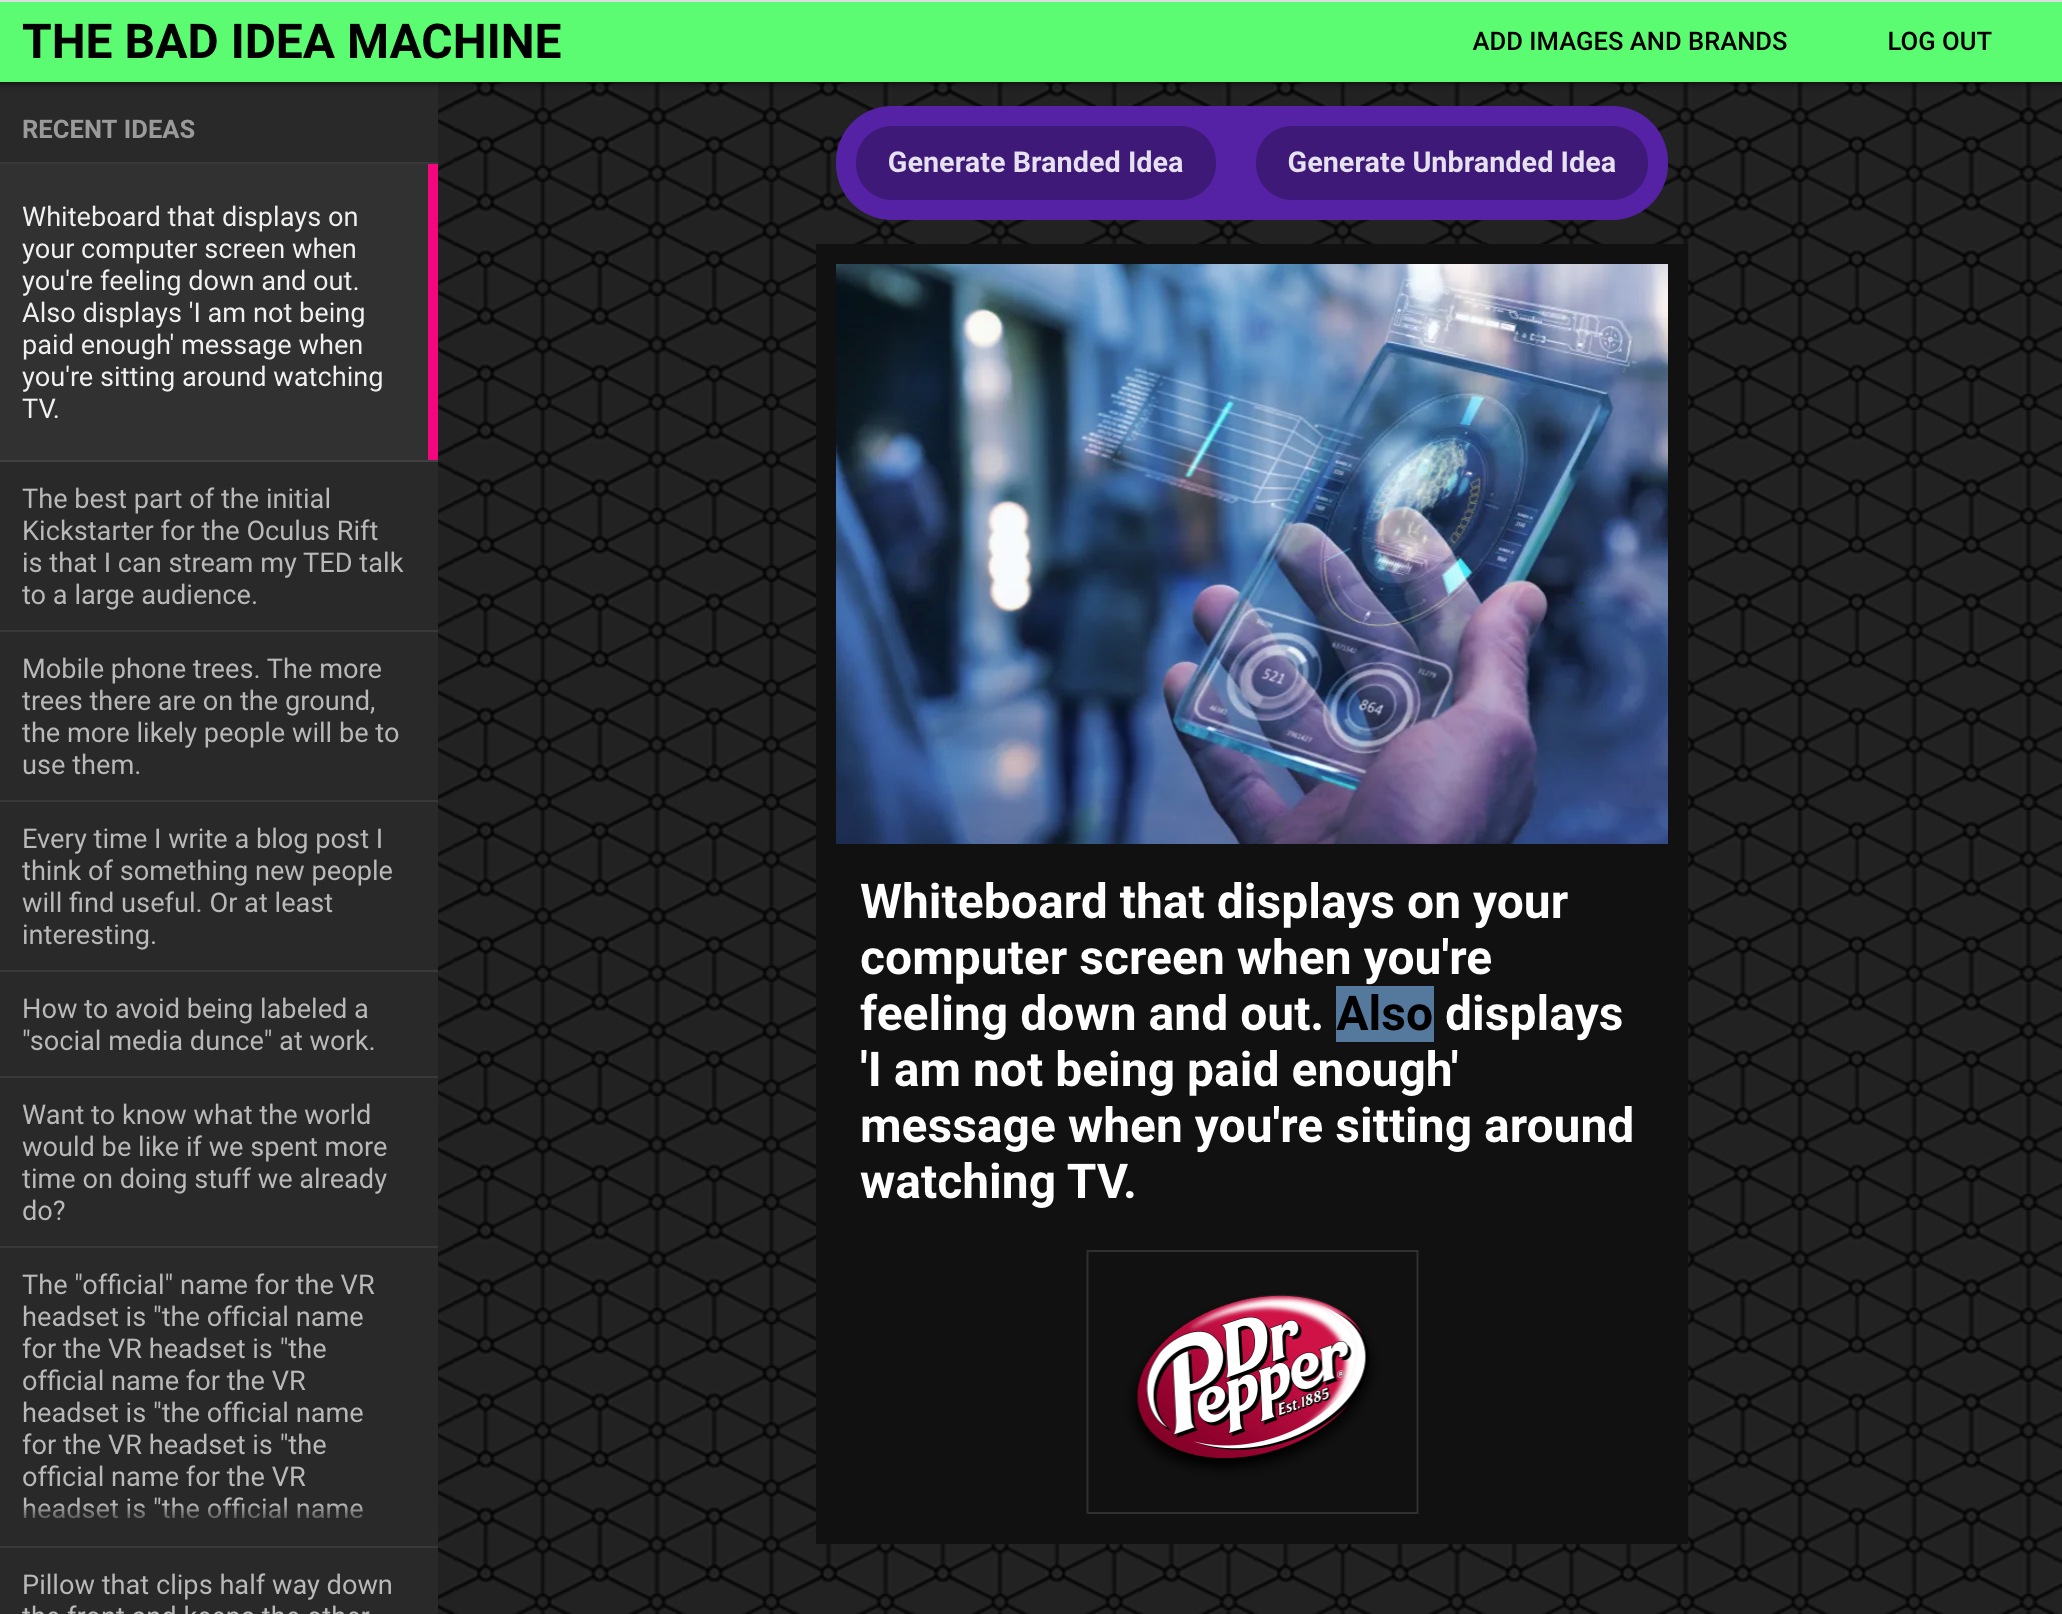 THE BAD IDEA MACHINE
ADD IMAGES AND BRANDS
LOG OUT
RECENT IDEAS
Whiteboard that displays on
your computer screen when
you're feeling down and out.
Also displays 'I am not being
paid enough' message when
you're sitting around watching
TV.
The best part of the initial
Kickstarter for the Oculus Rift
is that I can stream my TED talk
to a large audience.
Mobile phone trees. The more
trees there are on the ground,
the more likely people will be to
use them.
Every time I write a blog post I
think of something new people
will find useful. Or at least
interesting.
How to avoid being labeled a
"social media dunce" at work.
Want to know what the world
would be like if we spent more
time on doing stuff we already
do?
The "official" name for the VR
headset is "the official name
for the VR headset is "the
official name for the VR
headset is "the official name
for the VR headset is "the
official name for the VR
headset is "the official name
Pillow that clips half way down
the front and keeps the other
Generate Branded Idea
Generate Unbranded Idea
521
864
Whiteboard that displays on your
computer screen when you're
feeling down and out. Also displays
'I am not being paid enough'
message when you're sitting around
watching TV.
Dr
Pepper
Est.1885